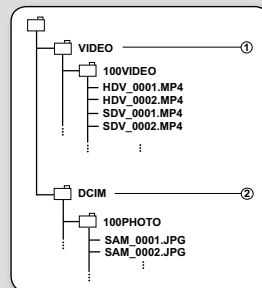 VIDEO ①
100VIDEO
HDV_0001.MP4
HDV_0002.MP4
SDV_0001.MP4
SDV_0002.MP4
DCIM ②
100PHOTO
SAM_0001.JPG
SAM_0002.JPG